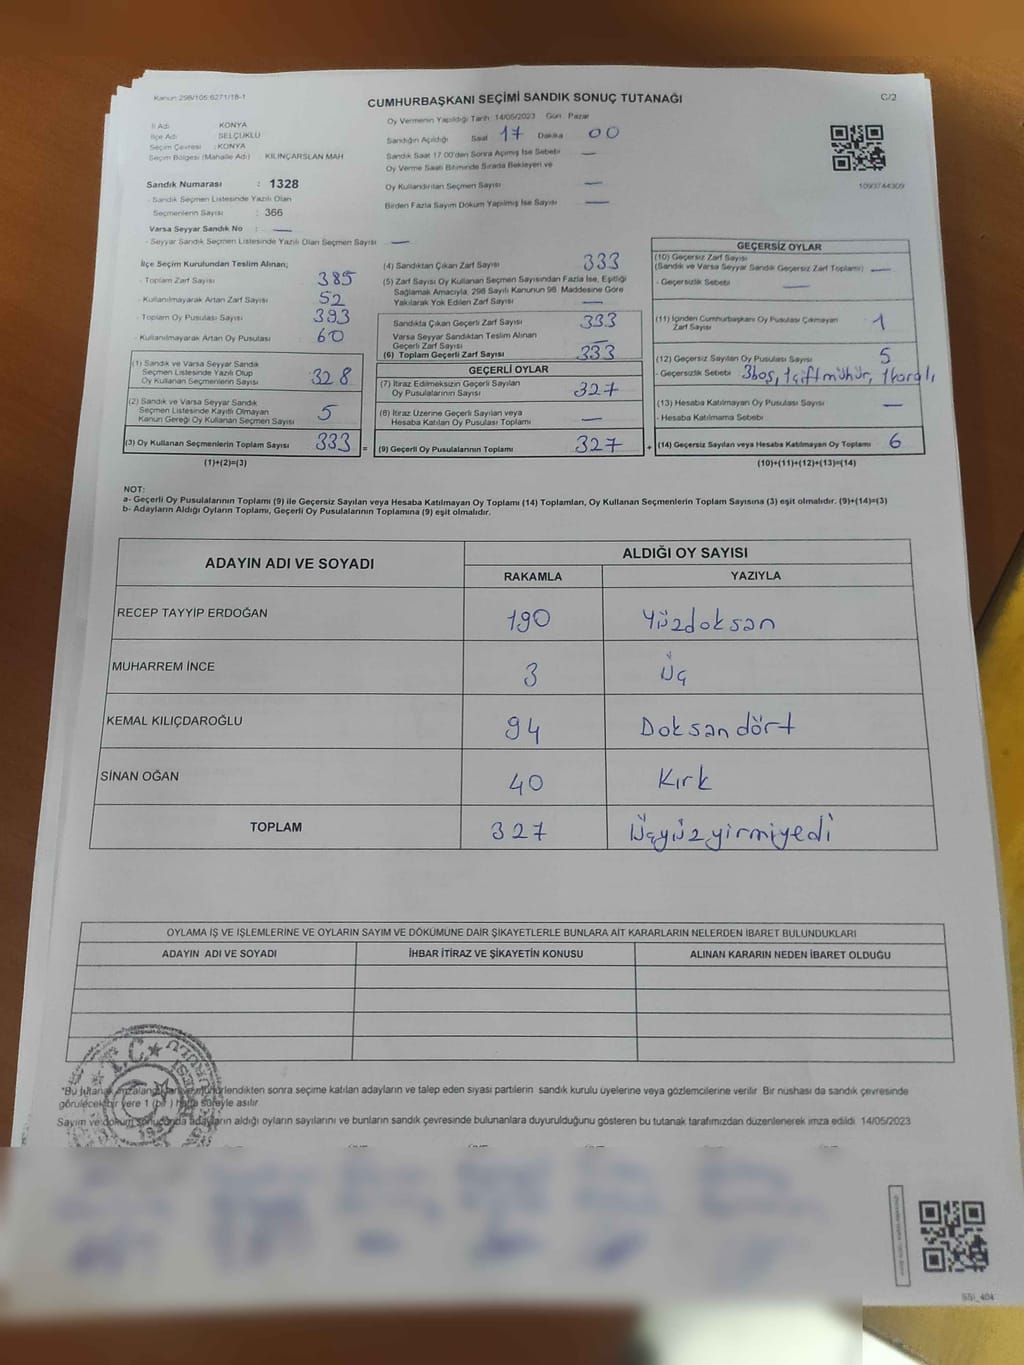 Kanun 298/105;6271/18-1
CUMHURBAŞKANI SEÇİMİ SANDIK SONUÇ TUTANAĞI
C/2
İl Adı : KONYA
İlçe Adı : SELÇUKLU
Seçim Çevresi : KONYA
Seçim Bölgesi (Mahalle Adı) : KILINÇARSLAN MAH
Sandık Numarası : 1328
- Sandık Seçmen Listesinde Yazılı Olan
Seçmenlerin Sayısı : 366
Varsa Seyyar Sandık No : —
- Seyyar Sandık Seçmen Listesinde Yazılı Olan Seçmen Sayısı —
Oy Vermenin Yapıldığı Tarih :14/05/2023 Gün Pazar
Sandığın Açıldığı Saat 17 Dakika 00
Sandık Saat 17 00'den Sonra Açılmış İse Sebebi —
Oy Verme Saati Bitiminde Sırada Bekleyen ve
Oy Kullandırılan Seçmen Sayısı —
Birden Fazla Sayım Döküm Yapılmış İse Sayısı —
1093744309
İlçe Seçim Kurulundan Teslim Alınan;
- Toplam Zarf Sayısı 385
- Kullanılmayarak Artan Zarf Sayısı 52
- Toplam Oy Pusulası Sayısı 393
- Kullanılmayarak Artan Oy Pusulası 60
(1) Sandık ve Varsa Seyyar Sandık
Seçmen Listesinde Yazılı Olup
Oy Kullanan Seçmenlerin Sayısı 328
(2) Sandık ve Varsa Seyyar Sandık
Seçmen Listesinde Kayıtlı Olmayan
Kanun Gereği Oy Kullanan Seçmen Sayısı 5
(3) Oy Kullanan Seçmenlerin Toplam Sayısı 333 =
(1)+(2)=(3)
(4) Sandıktan Çıkan Zarf Sayısı 333
(5) Zarf Sayısı Oy Kullanan Seçmen Sayısından Fazla İse, Eşitliği
Sağlamak Amacıyla, 298 Sayılı Kanunun 98. Maddesine Göre
Yakılarak Yok Edilen Zarf Sayısı —
Sandıkta Çıkan Geçerli Zarf Sayısı 333
Varsa Seyyar Sandıktan Teslim Alınan
Geçerli Zarf Sayısı —
(6) Toplam Geçerli Zarf Sayısı 333
GEÇERLİ OYLAR
(7) İtiraz Edilmeksizin Geçerli Sayılan
Oy Pusulalarının Sayısı 327
(8) İtiraz Üzerine Geçerli Sayılan veya
Hesaba Katılan Oy Pusulası Toplamı —
(9) Geçerli Oy Pusulalarının Toplamı 327 +
GEÇERSİZ OYLAR
(10) Geçersiz Zarf Sayısı
(Sandık ve Varsa Seyyar Sandık Geçersiz Zarf Toplamı) —
- Geçersizlik Sebebi —
(11) İçinden Cumhurbaşkanı Oy Pusulası Çıkmayan
Zarf Sayısı 1
(12) Geçersiz Sayılan Oy Pusulası Sayısı 5
- Geçersizlik Sebebi 3boş, 1çiftmühür, 1karalı,
(13) Hesaba Katılmayan Oy Pusulası Sayısı —
- Hesaba Katılmama Sebebi
(14) Geçersiz Sayılan veya Hesaba Katılmayan Oy Toplamı 6
(10)+(11)+(12)+(13)=(14)
NOT:
a- Geçerli Oy Pusulalarının Toplamı (9) ile Geçersiz Sayılan veya Hesaba Katılmayan Oy Toplamı (14) Toplamları, Oy Kullanan Seçmenlerin Toplam Sayısına (3) eşit olmalıdır. (9)+(14)=(3)
b- Adayların Aldığı Oyların Toplamı, Geçerli Oy Pusulalarının Toplamına (9) eşit olmalıdır.
ADAYIN ADI VE SOYADI
ALDIĞI OY SAYISI
RAKAMLA YAZIYLA
RECEP TAYYİP ERDOĞAN 190 Yüzdoksan
MUHARREM İNCE 3 Üç
KEMAL KILIÇDAROĞLU 94 Doksandört
SİNAN OĞAN 40 Kırk
TOPLAM 327 Üçyüzyirmiyedi
OYLAMA İŞ VE İŞLEMLERİNE VE OYLARIN SAYIM VE DÖKÜMÜNE DAİR ŞİKAYETLERLE BUNLARA AİT KARARLARIN NELERDEN İBARET BULUNDUKLARI
ADAYIN ADI VE SOYADI İHBAR İTİRAZ VE ŞİKAYETİN KONUSU ALINAN KARARIN NEDEN İBARET OLDUĞU
T.C.
*Bu tutanak sonra seçime katılan adayların ve talep eden siyasi partilerin sandık kurulu üyelerine veya gözlemcilerine verilir Bir nüshası da sandık çevresinde
görülecek bir yere 1 (bir) hafta süreyle asılır.
Sayım ve döküm sonucunda adayların aldığı oyların sayılarını ve bunların sandık çevresinde bulunanlara duyurulduğunu gösteren bu tutanak tarafımızdan düzenlenerek imza edildi 14/05/2023